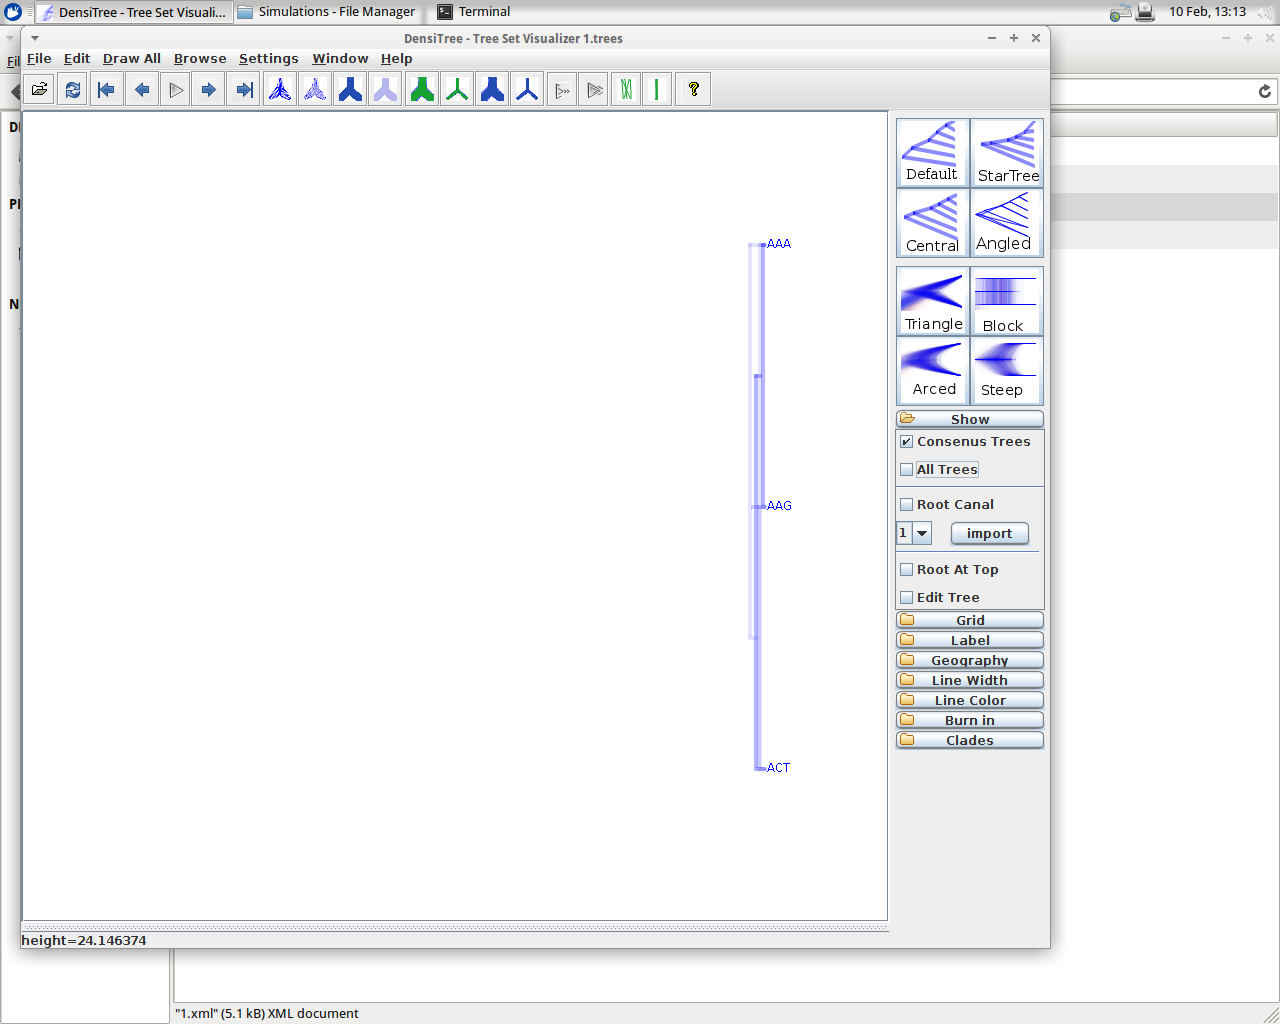 DensiTree - Tree Set Visuali... Simulations - File Manager Terminal 10 Feb, 13:13
DensiTree - Tree Set Visualizer 1.trees
File Edit Draw All Browse Settings Window Help
?
Default StarTree
Central Angled
Triangle Block
Arced Steep
Show
Consenus Trees
All Trees
Root Canal
1 import
Root At Top
Edit Tree
Grid
Label
Geography
Line Width
Line Color
Burn in
Clades
AAA
AAG
ACT
height=24.146374
"1.xml" (5.1 kB) XML document